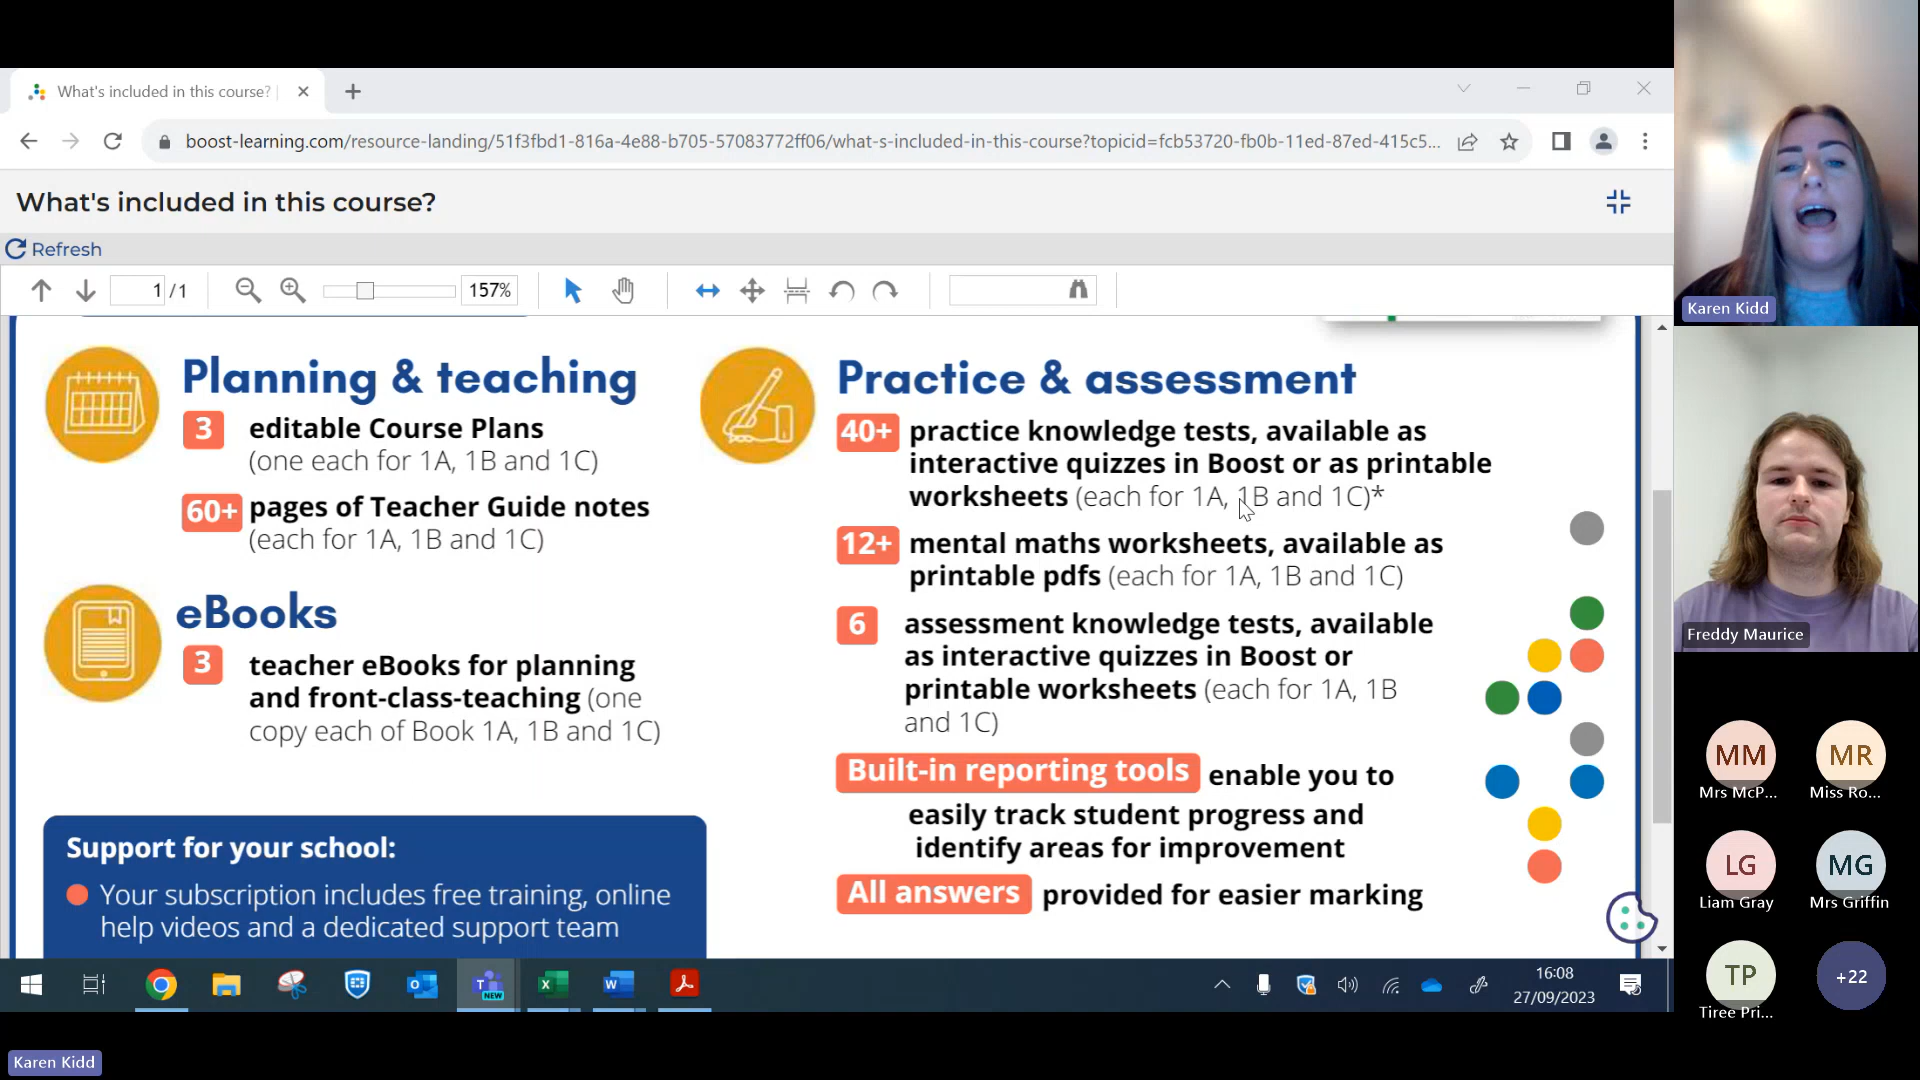 What's included in this course? |
boost-learning.com/resource-landing/51f3fbd1-816a-4e88-b705-57083772ff06/what-s-included-in-this-course?topicid=fcb53720-fb0b-11ed-87ed-415c5...
What's included in this course?
Refresh
1 / 1
157%
Planning & teaching
3 editable Course Plans
(one each for 1A, 1B and 1C)
60+ pages of Teacher Guide notes
(each for 1A, 1B and 1C)
eBooks
3 teacher eBooks for planning
and front-class-teaching (one
copy each of Book 1A, 1B and 1C)
Support for your school:
Your subscription includes free training, online
help videos and a dedicated support team
Practice & assessment
40+ practice knowledge tests, available as
interactive quizzes in Boost or as printable
worksheets (each for 1A, 1B and 1C)*
12+ mental maths worksheets, available as
printable pdfs (each for 1A, 1B and 1C)
6 assessment knowledge tests, available
as interactive quizzes in Boost or
printable worksheets (each for 1A, 1B
and 1C)
Built-in reporting tools enable you to
easily track student progress and
identify areas for improvement
All answers provided for easier marking
NEW
16:08
27/09/2023
Karen Kidd
Karen Kidd
Freddy Maurice
MM
Mrs McP...
MR
Miss Ro...
LG
Liam Gray
MG
Mrs Griffin
TP
Tiree Pri...
+22